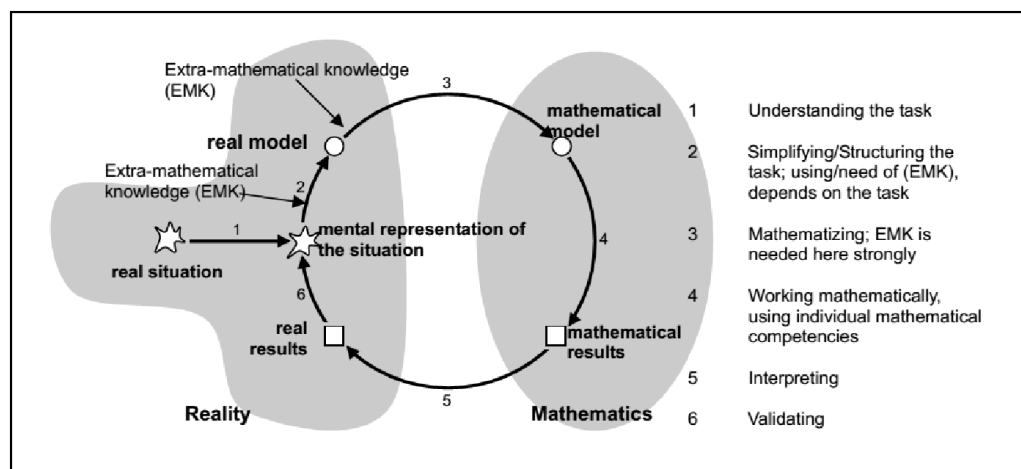 Extra-mathematical knowledge
(EMK)
3
real model
mathematical
model
Extra-mathematical
knowledge (EMK)
2
1
mental representation of
the situation
real situation
4
6
real
results
mathematical
results
5
Reality
Mathematics
1 Understanding the task
2 Simplifying/Structuring the
task; using/need of (EMK),
depends on the task
3 Mathematizing; EMK is
needed here strongly
4 Working mathematically,
using individual mathematical
competencies
5 Interpreting
6 Validating